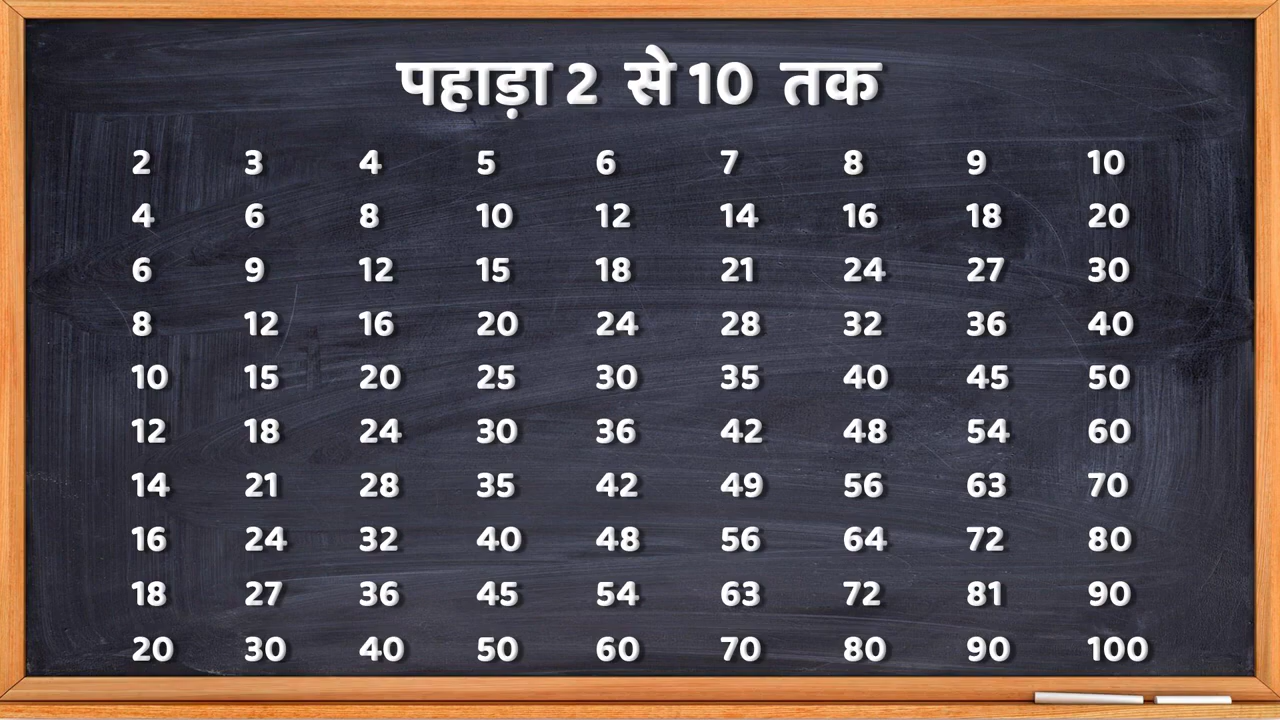 पहाड़ा 2 से 10 तक
2 3 4 5 6 7 8 9 10
4 6 8 10 12 14 16 18 20
6 9 12 15 18 21 24 27 30
8 12 16 20 24 28 32 36 40
10 15 20 25 30 35 40 45 50
12 18 24 30 36 42 48 54 60
14 21 28 35 42 49 56 63 70
16 24 32 40 48 56 64 72 80
18 27 36 45 54 63 72 81 90
20 30 40 50 60 70 80 90 100